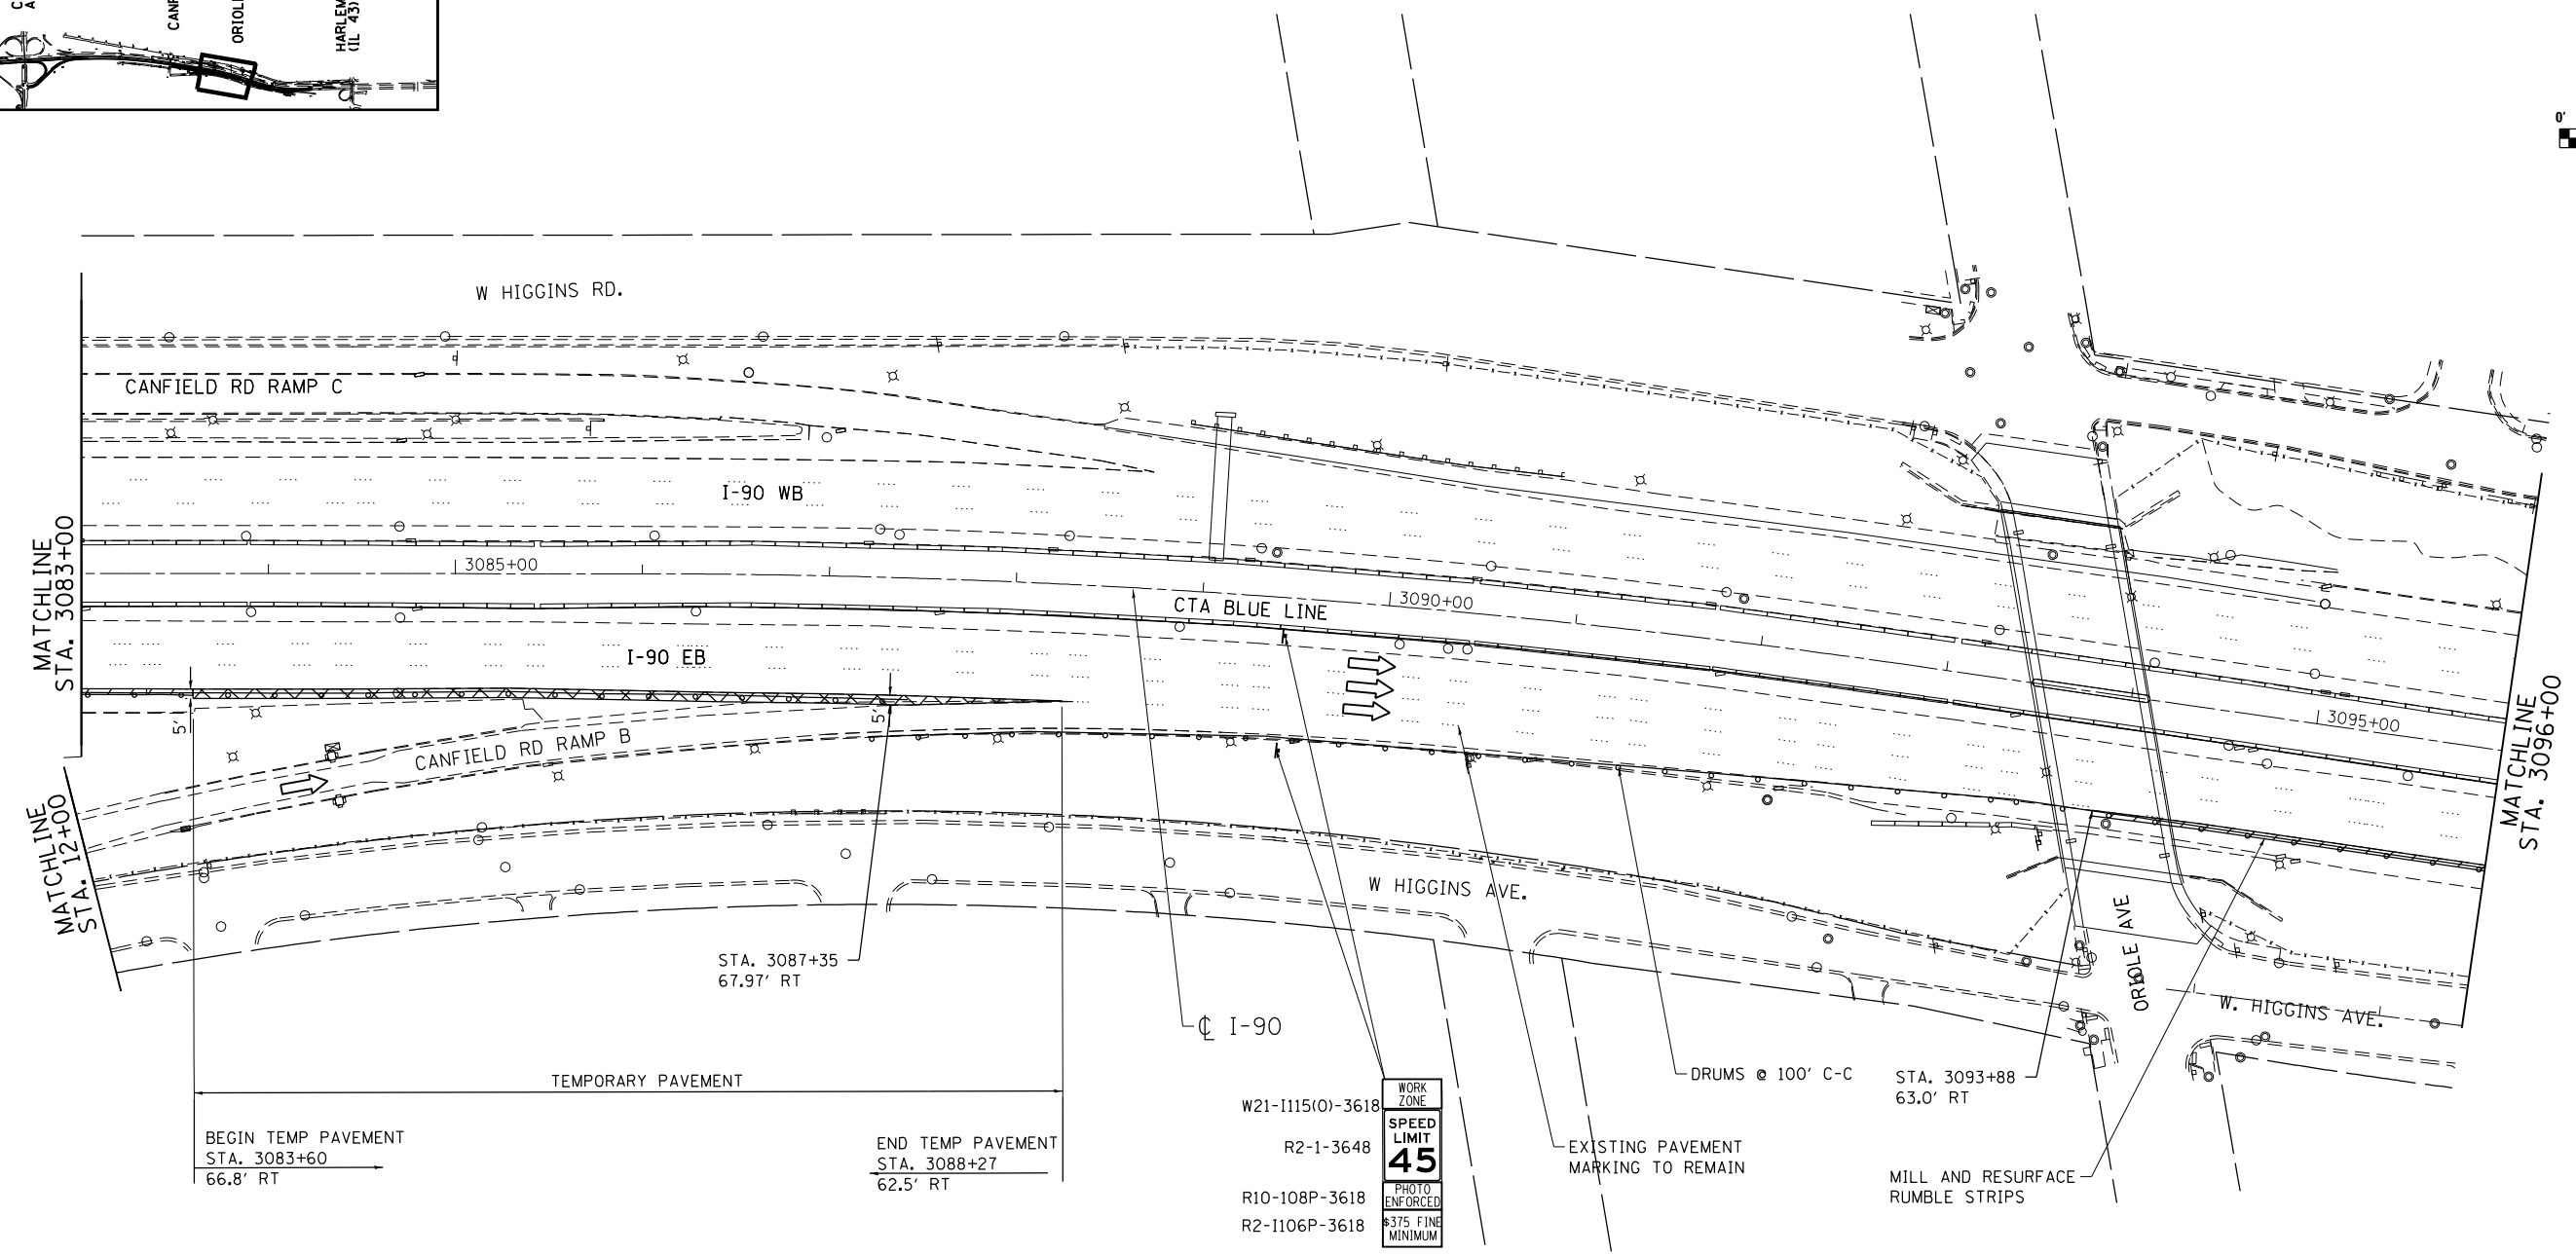 ORIOLE
HARLEM
(IL 43)
0'
W HIGGINS RD.
CANFIELD RD RAMP C
I-90 WB
MATCHLINE
STA. 3083+00
3085+00
CTA BLUE LINE
3090+00
I-90 EB
3095+00
MATCHLINE
STA. 3096+00
5'
5'
CANFIELD RD RAMP B
MATCHLINE
STA. 12+00
W HIGGINS AVE.
ORIOLE AVE
W. HIGGINS AVE.
STA. 3087+35
67.97' RT
℄ I-90
TEMPORARY PAVEMENT
DRUMS @ 100' C-C
STA. 3093+88
63.0' RT
BEGIN TEMP PAVEMENT
STA. 3083+60
66.8' RT
END TEMP PAVEMENT
STA. 3088+27
62.5' RT
W21-I115(O)-3618
R2-1-3648
R10-108P-3618
R2-I106P-3618
WORK
ZONE
SPEED
LIMIT
45
PHOTO
ENFORCED
$375 FINE
MINIMUM
EXISTING PAVEMENT
MARKING TO REMAIN
MILL AND RESURFACE
RUMBLE STRIPS